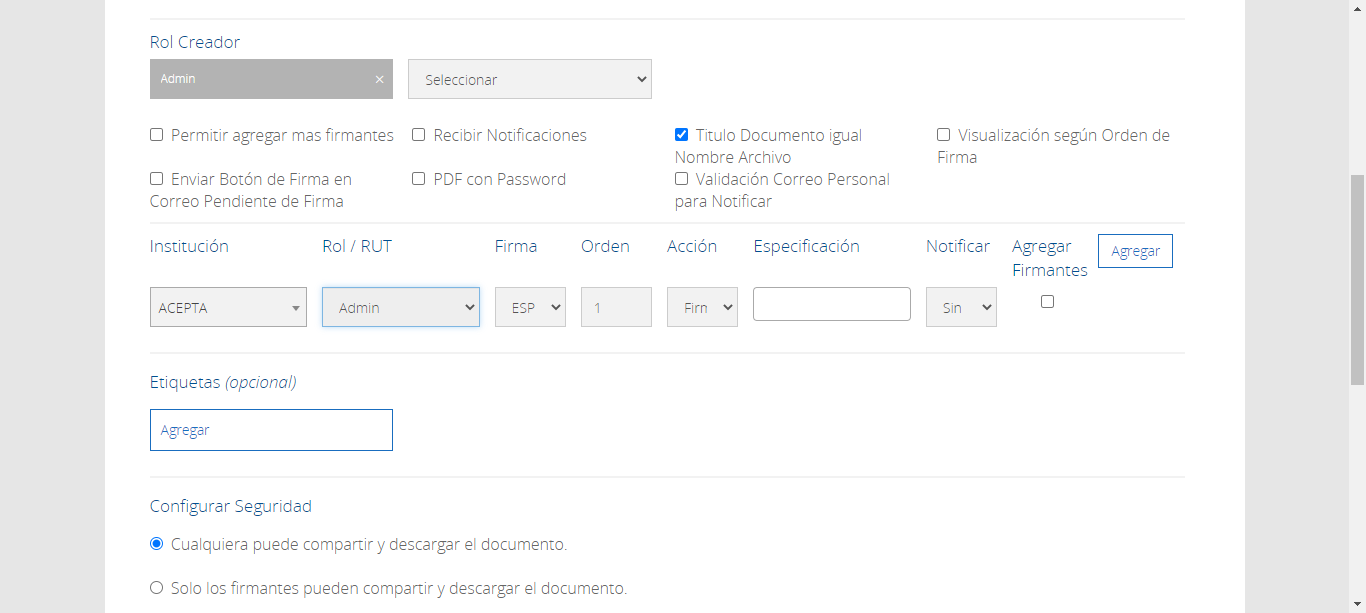 Rol Creador
Admin ×
Seleccionar
Permitir agregar mas firmantes
Recibir Notificaciones
Titulo Documento igual
Nombre Archivo
Visualización según Orden de
Firma
Enviar Botón de Firma en
Correo Pendiente de Firma
PDF con Password
Validación Correo Personal
para Notificar
Institución Rol / RUT Firma Orden Acción Especificación Notificar Agregar
Firmantes
Agregar
ACEPTA Admin ESP 1 Firn Sin
Etiquetas (opcional)
Agregar
Configurar Seguridad
Cualquiera puede compartir y descargar el documento.
Solo los firmantes pueden compartir y descargar el documento.